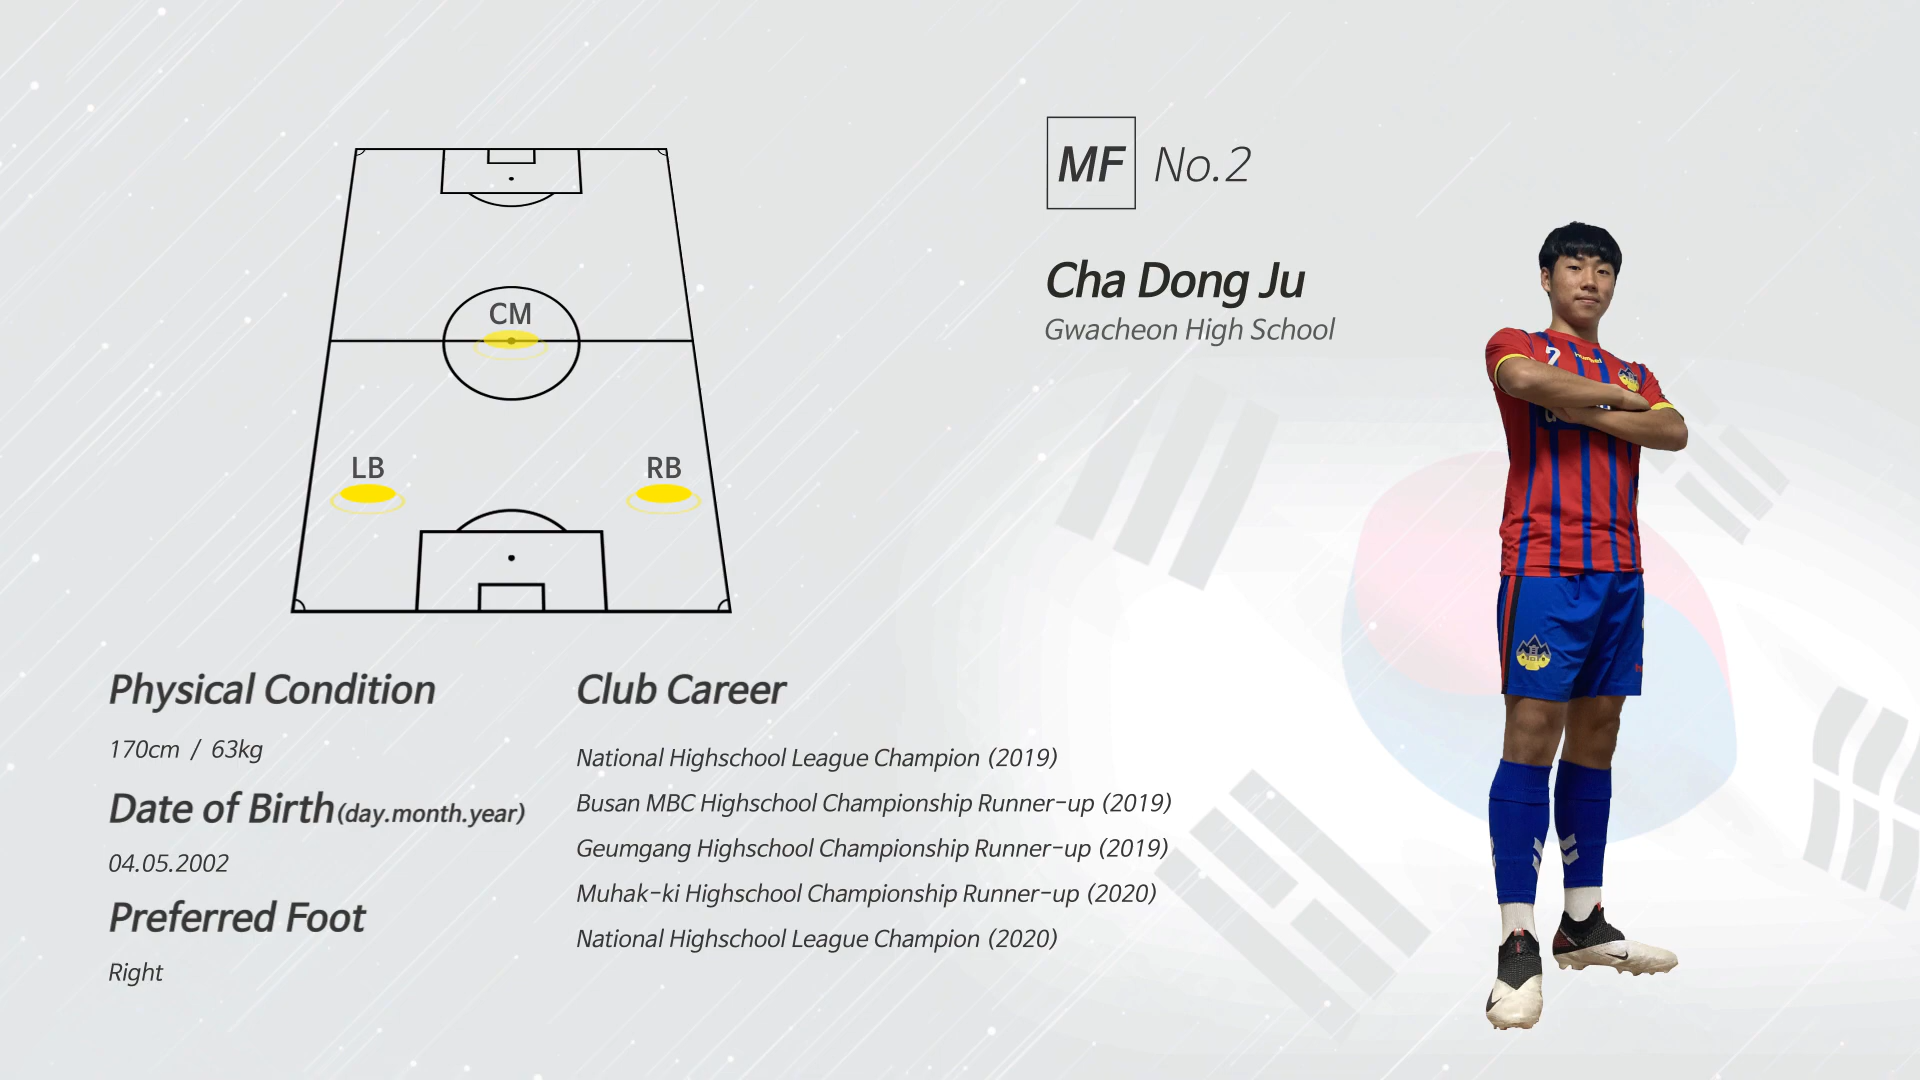 MF No.2
Cha Dong Ju
Gwacheon High School
CM
LB
RB
2
hummel
Physical Condition
170cm / 63kg
Date of Birth(day.month.year)
04.05.2002
Preferred Foot
Right
Club Career
National Highschool League Champion (2019)
Busan MBC Highschool Championship Runner-up (2019)
Geumgang Highschool Championship Runner-up (2019)
Muhak-ki Highschool Championship Runner-up (2020)
National Highschool League Champion (2020)